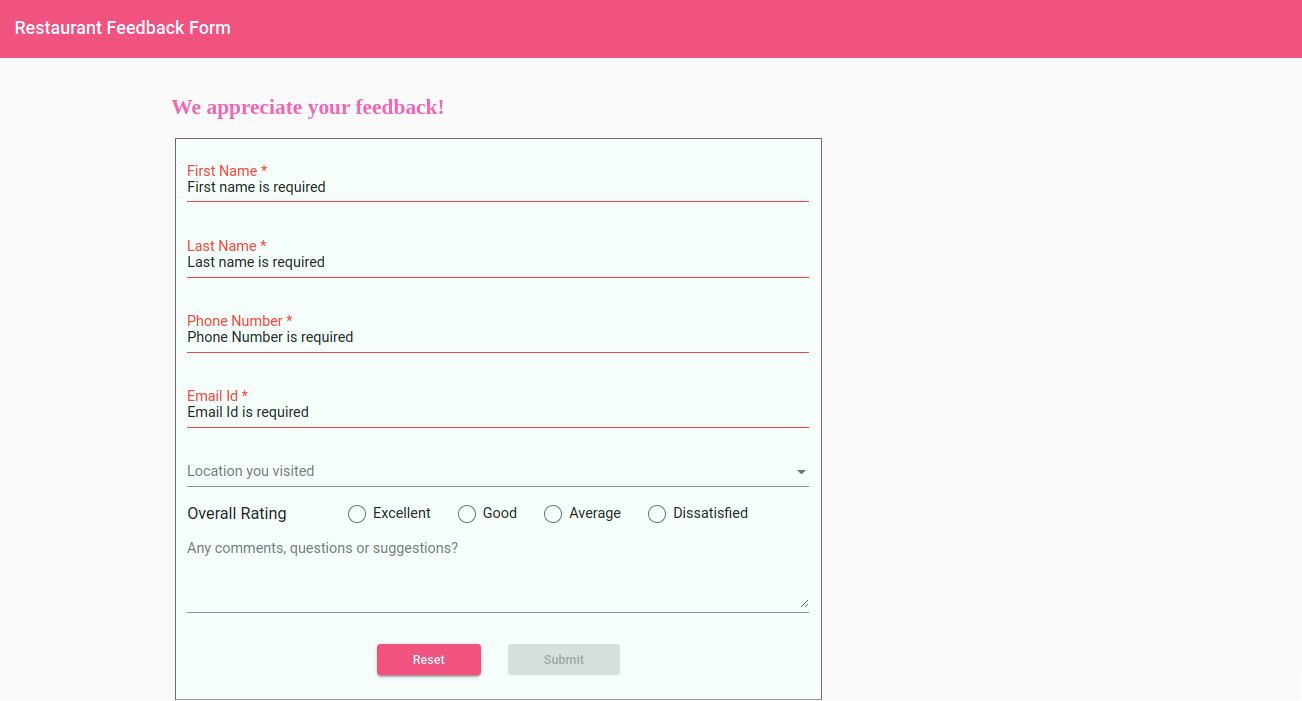 Restaurant Feedback Form
We appreciate your feedback!
First Name *
First name is required
Last Name *
Last name is required
Phone Number *
Phone Number is required
Email Id *
Email Id is required
Location you visited
Overall Rating Excellent Good Average Dissatisfied
Any comments, questions or suggestions?
Reset Submit